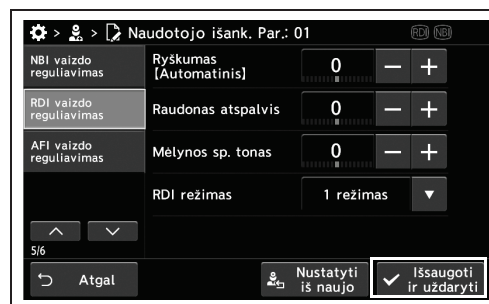 > > Naudotojo išank. Par.: 01 RDI NBI
NBI vaizdo
reguliavimas
RDI vaizdo
reguliavimas
AFI vaizdo
reguliavimas
5/6
Ryškumas
[Automatinis] 0 − +
Raudonas atspalvis 0 − +
Mėlynos sp. tonas 0 − +
RDI režimas 1 režimas ▼
Atgal
Nustatyti
iš naujo
Išsaugoti
ir uždaryti